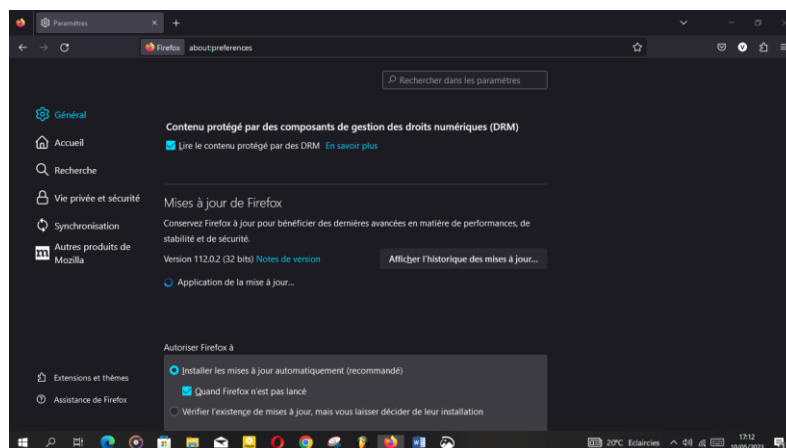 Paramètres
Firefox about:preferences
Rechercher dans les paramètres
Général
Accueil
Recherche
Vie privée et sécurité
Synchronisation
Autres produits de
Mozilla
Extensions et thèmes
Assistance de Firefox
Contenu protégé par des composants de gestion des droits numériques (DRM)
Lire le contenu protégé par des DRM En savoir plus
Mises à jour de Firefox
Conservez Firefox à jour pour bénéficier des dernières avancées en matière de performances, de
stabilité et de sécurité.
Version 112.0.2 (32 bits) Notes de version
Afficher l'historique des mises à jour...
Application de la mise à jour...
Autoriser Firefox à
Installer les mises à jour automatiquement (recommandé)
Quand Firefox n'est pas lancé
Vérifier l'existence de mises à jour, mais vous laisser décider de leur installation
20°C Eclaircies
17:12
10/05/2023